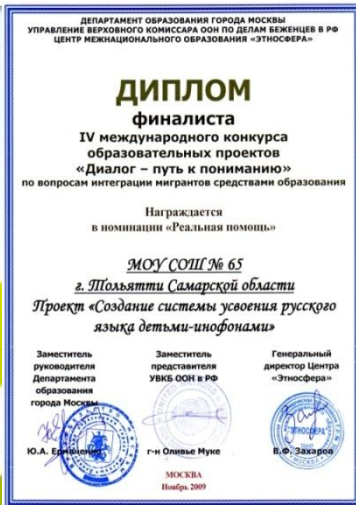 ДЕПАРТАМЕНТ ОБРАЗОВАНИЯ ГОРОДА МОСКВЫ
УПРАВЛЕНИЕ ВЕРХОВНОГО КОМИССАРА ООН ПО ДЕЛАМ БЕЖЕНЦЕВ В РФ
ЦЕНТР МЕЖНАЦИОНАЛЬНОГО ОБРАЗОВАНИЯ «ЭТНОСФЕРА»
ДИПЛОМ
финалиста
IV международного конкурса
образовательных проектов
«Диалог – путь к пониманию»
по вопросам интеграции мигрантов средствами образования
Награждается
в номинации «Реальная помощь»
МОУ СОШ № 65
г. Тольятти Самарской области
Проект «Создание системы усвоения русского
языка детьми-инофонами»
Заместитель
руководителя
Департамента
образования
города Москвы
Ю.А. Ермаченко
Заместитель
представителя
УВКБ ООН в РФ
г-н Оливье Муке
Генеральный
директор Центра
«Этносфера»
"ЭТНОСФЕРА"
В.Ф. Захаров
МОСКВА
Ноябрь 2009